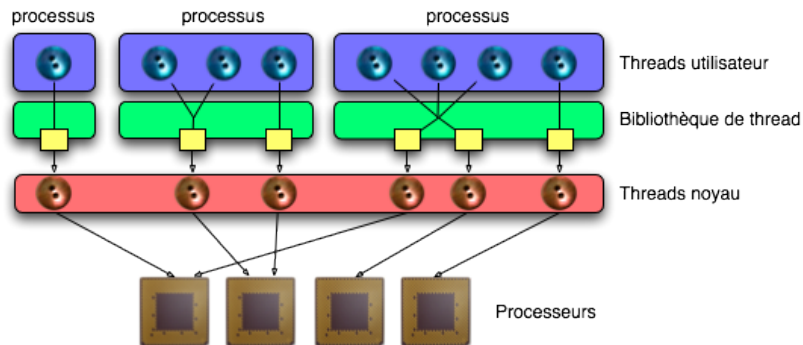 processus
processus
processus
Threads utilisateur
Bibliothèque de thread
Threads noyau
Processeurs